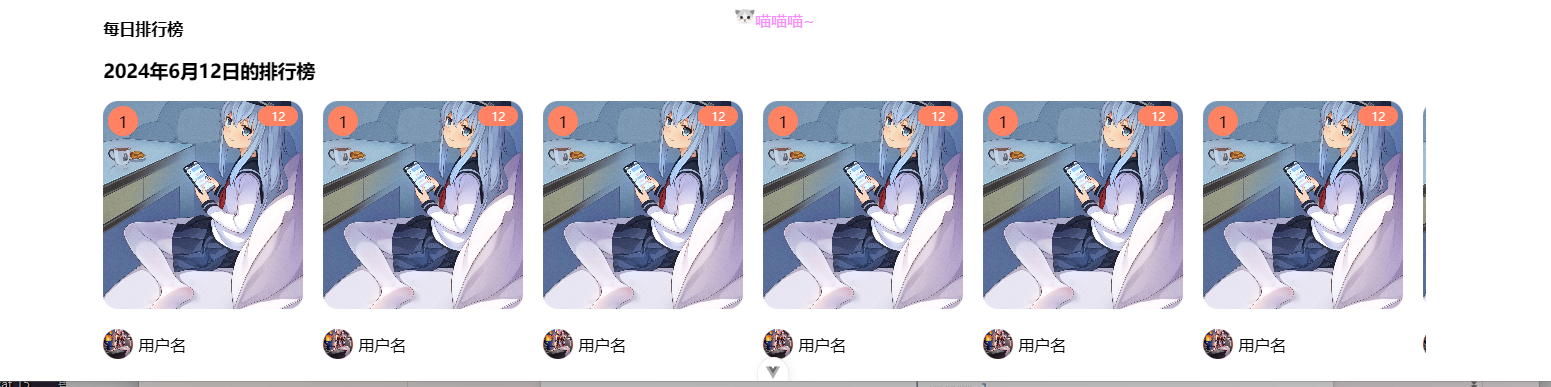 喵喵喵~
每日排行榜
2024年6月12日的排行榜
1 12 1 12 1 12 1 12 1 12 1 12
用户名 用户名 用户名 用户名 用户名 用户名